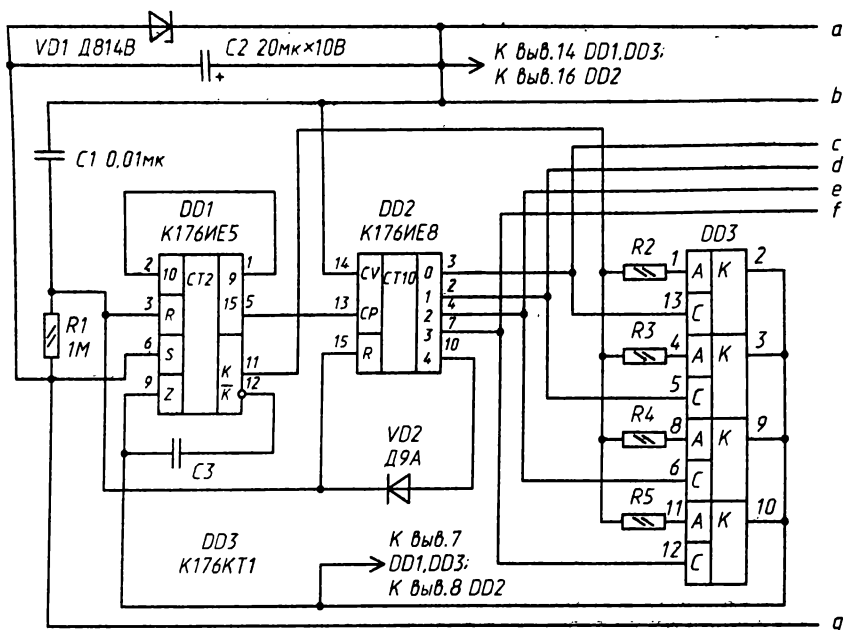 a
VD1 Д814В
C2 20мк×10В
К выв.14 DD1,DD3;
К выв.16 DD2
b
C1 0,01мк
c
d
e
f
DD1
К176ИЕ5
DD2
К176ИЕ8
DD3
R2
R3
R4
R5
2 10 CT2 9 1
3 R 15 5
6 S
9 Z K 11
K 12
R1
1М
14 CV CT10 0 3
1 2
13 CP 2 4
3 7
15 R 4 10
1 A K 2
13 C
4 A K 3
5 C
8 A K 9
6 C
11 A K 10
12 C
C3
VD2
Д9А
DD3
К176КТ1
К выв.7
DD1,DD3;
К выв.8 DD2
g